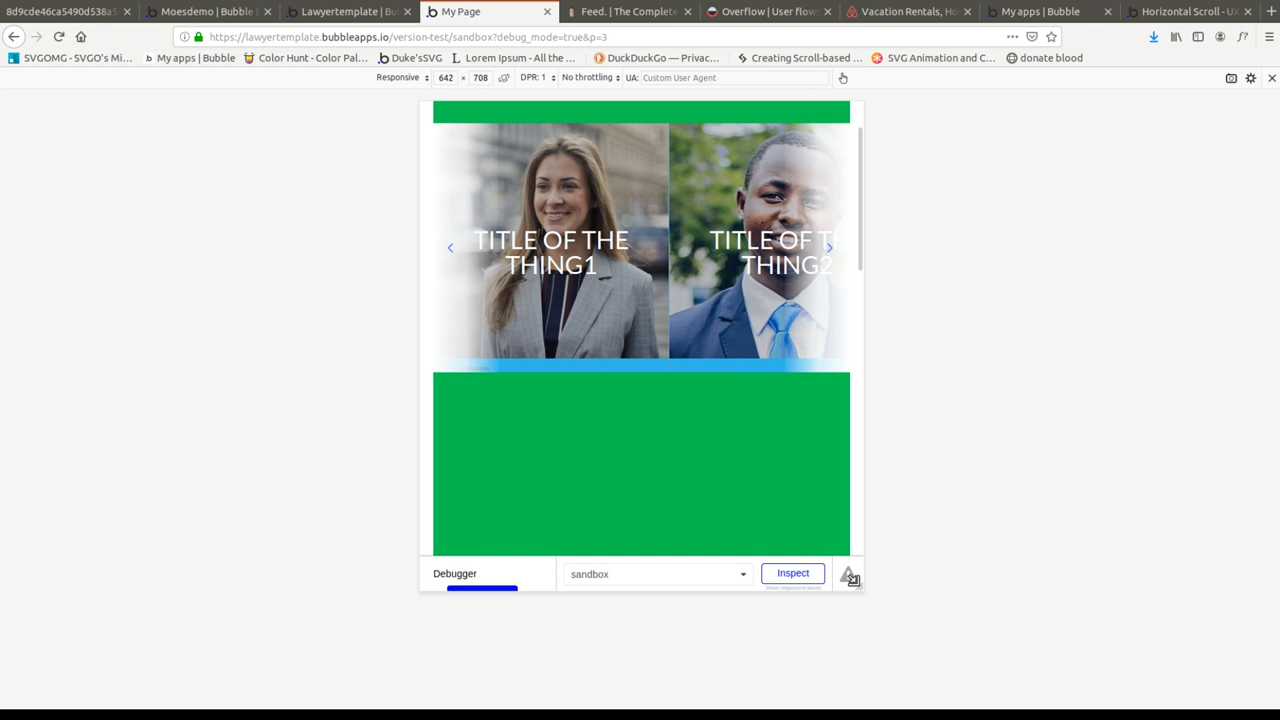 8d9cde46ca5490d538a5
Moesdemo | Bubble
Lawyertemplate | Bu
My Page
Feed. | The Complete
Overflow | User flow
Vacation Rentals, Ho
My apps | Bubble
Horizontal Scroll - UX
https://lawyertemplate.bubbleapps.io/version-test/sandbox?debug_mode=true&p=3
SVGOMG - SVGO's Mi…
My apps | Bubble
Color Hunt - Color Pal…
Duke'sSVG
Lorem Ipsum - All the …
DuckDuckGo — Privac…
Creating Scroll-based …
SVG Animation and C…
donate blood
Responsive 642 × 708 DPR: 1 No throttling UA: Custom User Agent
TITLE OF THE
THING1
TITLE OF TH
THING2
Debugger
sandbox
Inspect